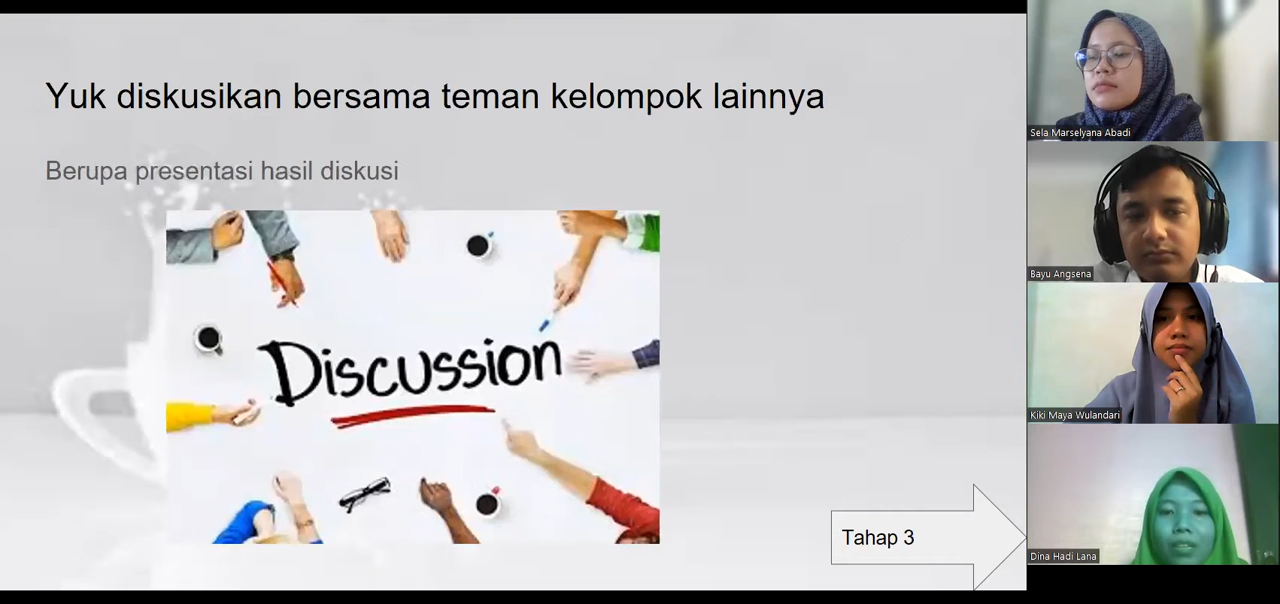 Yuk diskusikan bersama teman kelompok lainnya
Berupa presentasi hasil diskusi
Discussion
Tahap 3
Sela Marselyana Abadi
Bayu Angsena
Kiki Maya Wulandari
Dina Hadi Lana